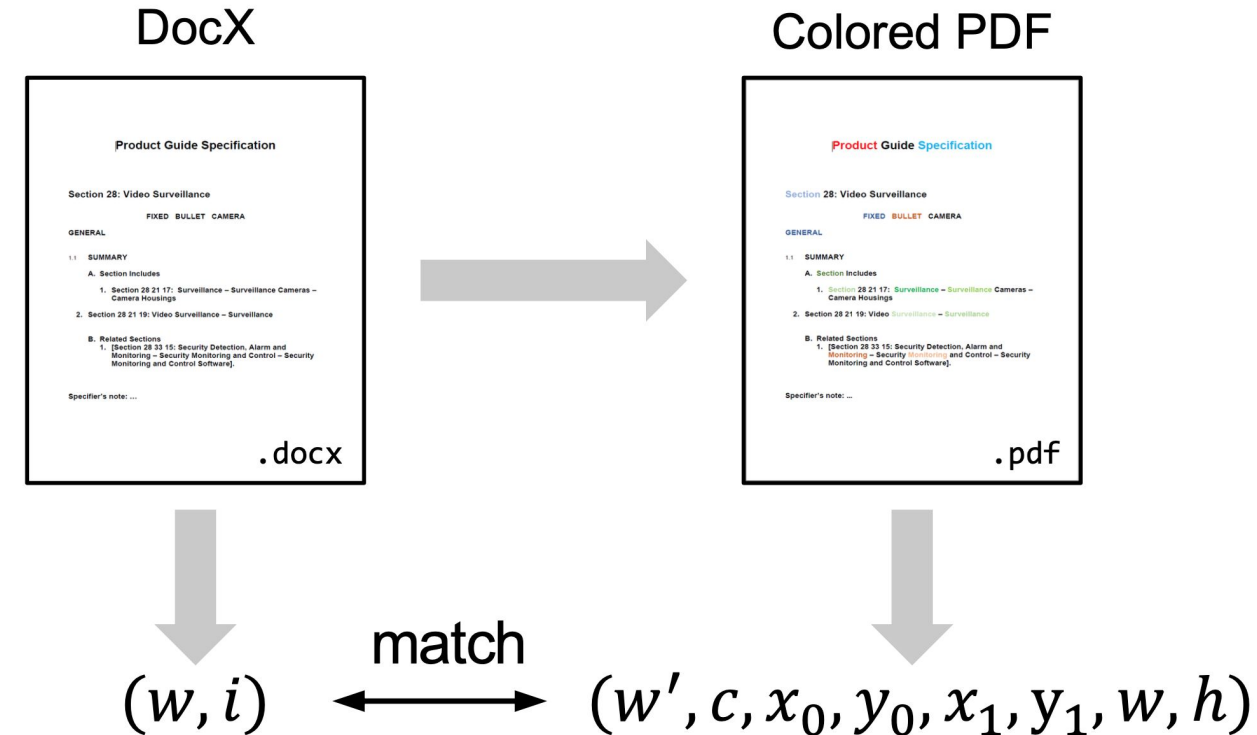 DocX
Product Guide Specification
Section 28: Video Surveillance
FIXED BULLET CAMERA
GENERAL
1.1 SUMMARY
A. Section Includes
1. Section 28 21 17: Surveillance – Surveillance Cameras –
Camera Housings
2. Section 28 21 19: Video Surveillance – Surveillance
B. Related Sections
1. [Section 28 33 15: Security Detection, Alarm and
Monitoring – Security Monitoring and Control – Security
Monitoring and Control Software].
Specifier's note: ...
.docx
Colored PDF
Product Guide Specification
Section 28: Video Surveillance
FIXED BULLET CAMERA
GENERAL
1.1 SUMMARY
A. Section Includes
1. Section 28 21 17: Surveillance – Surveillance Cameras –
Camera Housings
2. Section 28 21 19: Video Surveillance – Surveillance
B. Related Sections
1. [Section 28 33 15: Security Detection, Alarm and
Monitoring – Security Monitoring and Control – Security
Monitoring and Control Software].
Specifier's note: ...
.pdf
match
(w, i)
(w′, c, x₀, y₀, x₁, y₁, w, h)